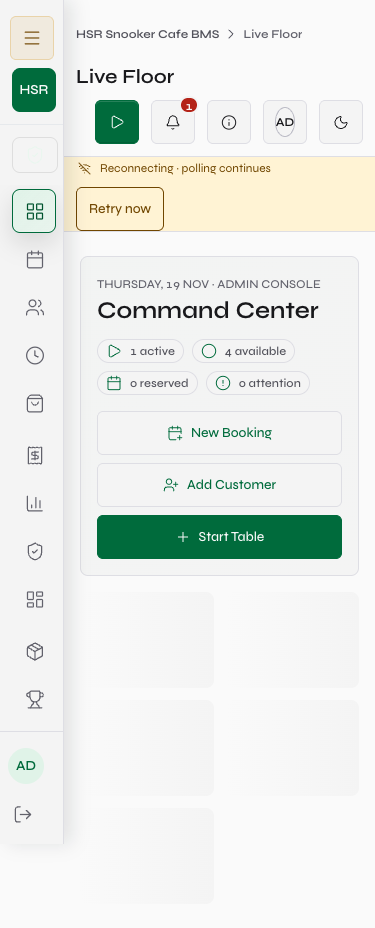 HSR Snooker Cafe BMS > Live Floor
Live Floor
HSR
1
AD
Reconnecting · polling continues
Retry now
THURSDAY, 19 NOV · ADMIN CONSOLE
Command Center
1 active
4 available
0 reserved
0 attention
New Booking
Add Customer
Start Table
AD